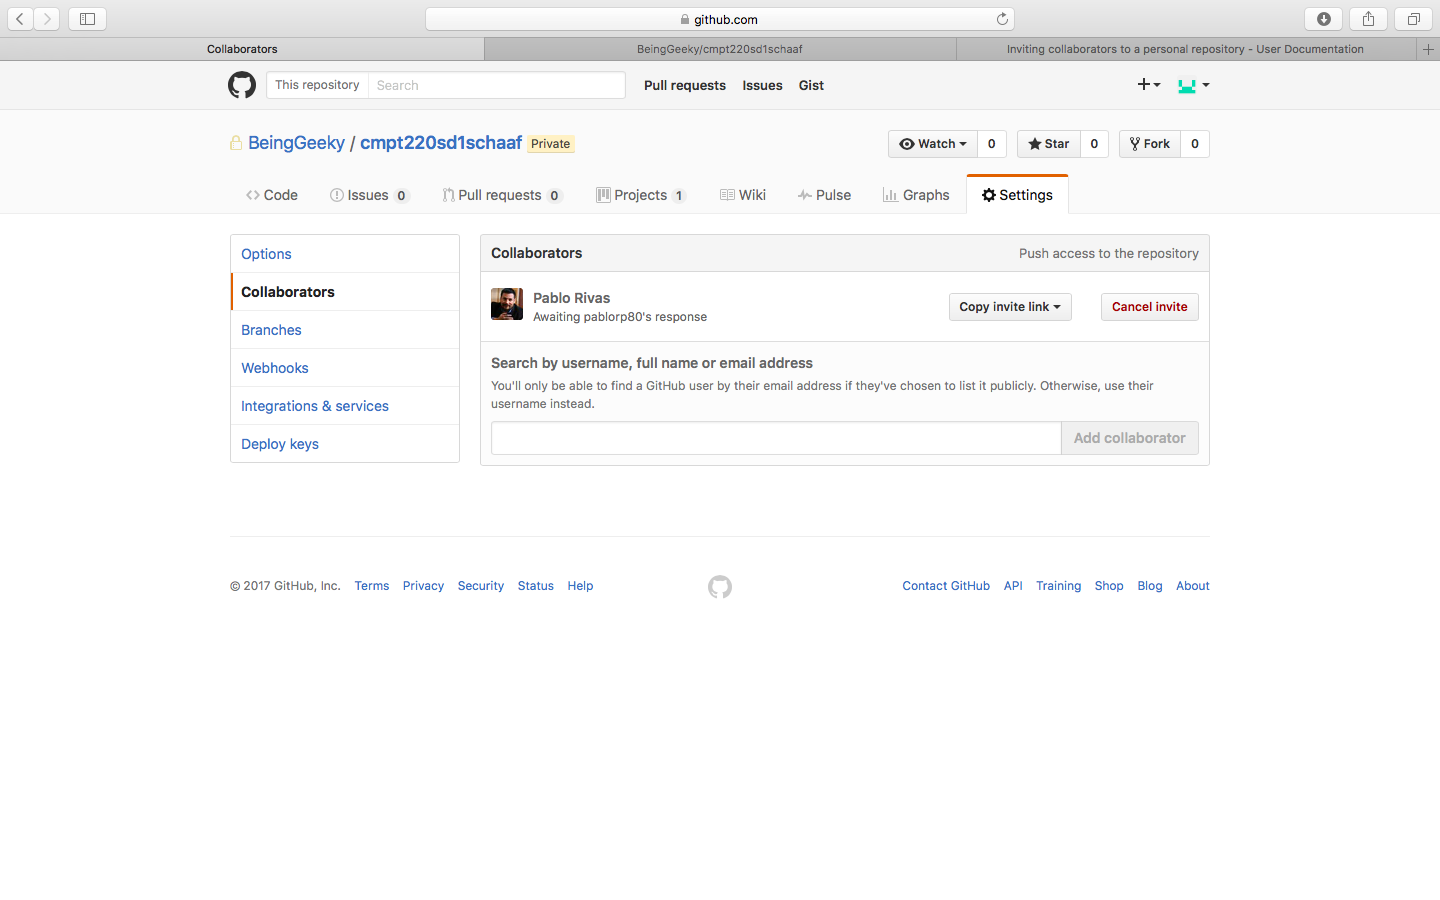 github.com
Collaborators
BeingGeeky/cmpt220sd1schaaf
Inviting collaborators to a personal repository - User Documentation
This repository
Search
Pull requests
Issues
Gist
BeingGeeky / cmpt220sd1schaaf
Private
Watch
0
Star
0
Fork
0
Code
Issues 0
Pull requests 0
Projects 1
Wiki
Pulse
Graphs
Settings
Options
Collaborators
Branches
Webhooks
Integrations & services
Deploy keys
Collaborators
Push access to the repository
Pablo Rivas
Awaiting pablorp80's response
Copy invite link
Cancel invite
Search by username, full name or email address
You'll only be able to find a GitHub user by their email address if they've chosen to list it publicly. Otherwise, use their
username instead.
Add collaborator
© 2017 GitHub, Inc.
Terms
Privacy
Security
Status
Help
Contact GitHub
API
Training
Shop
Blog
About